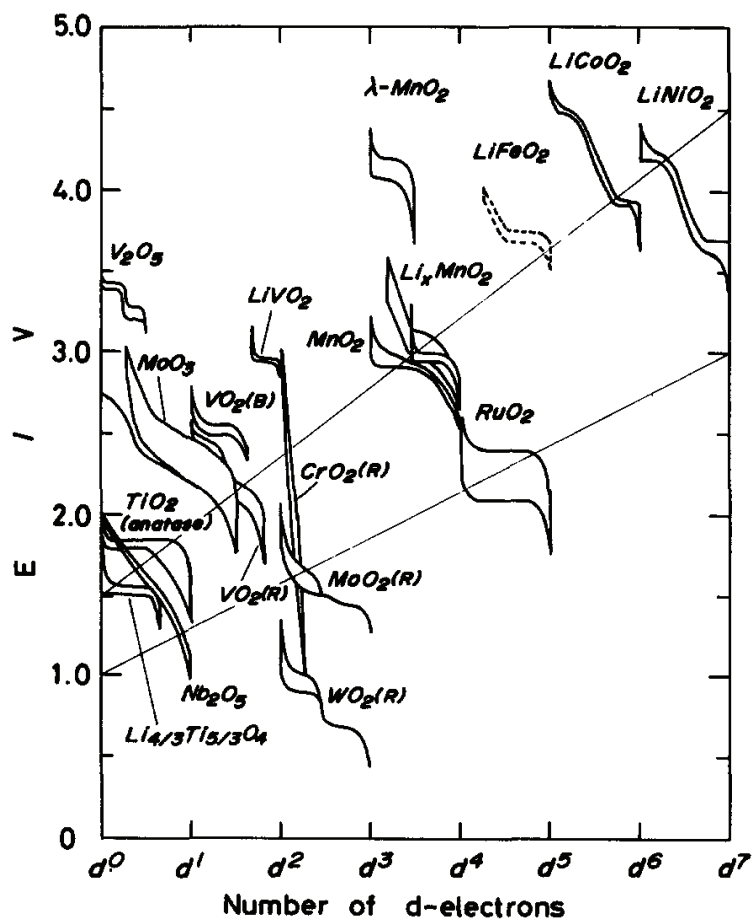 5.0
LiCoO₂
λ-MnO₂
LiNiO₂
LiFeO₂
4.0
V₂O₅
LiVO₂
LiₓMnO₂
MnO₂
3.0
MoO₃
VO₂(B)
RuO₂
CrO₂(R)
2.0
TiO₂
(anatase)
MoO₂(R)
VO₂(R)
1.0
Nb₂O₅
WO₂(R)
Li₄/₃Ti₅/₃O₄
0
E / V
d⁰ d¹ d² d³ d⁴ d⁵ d⁶ d⁷
Number of d-electrons